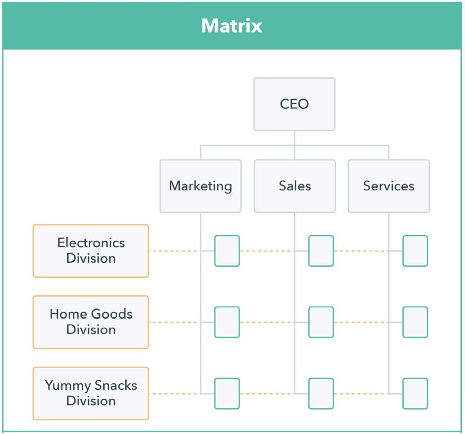 Matrix
CEO
Marketing
Sales
Services
Electronics
Division
Home Goods
Division
Yummy Snacks
Division